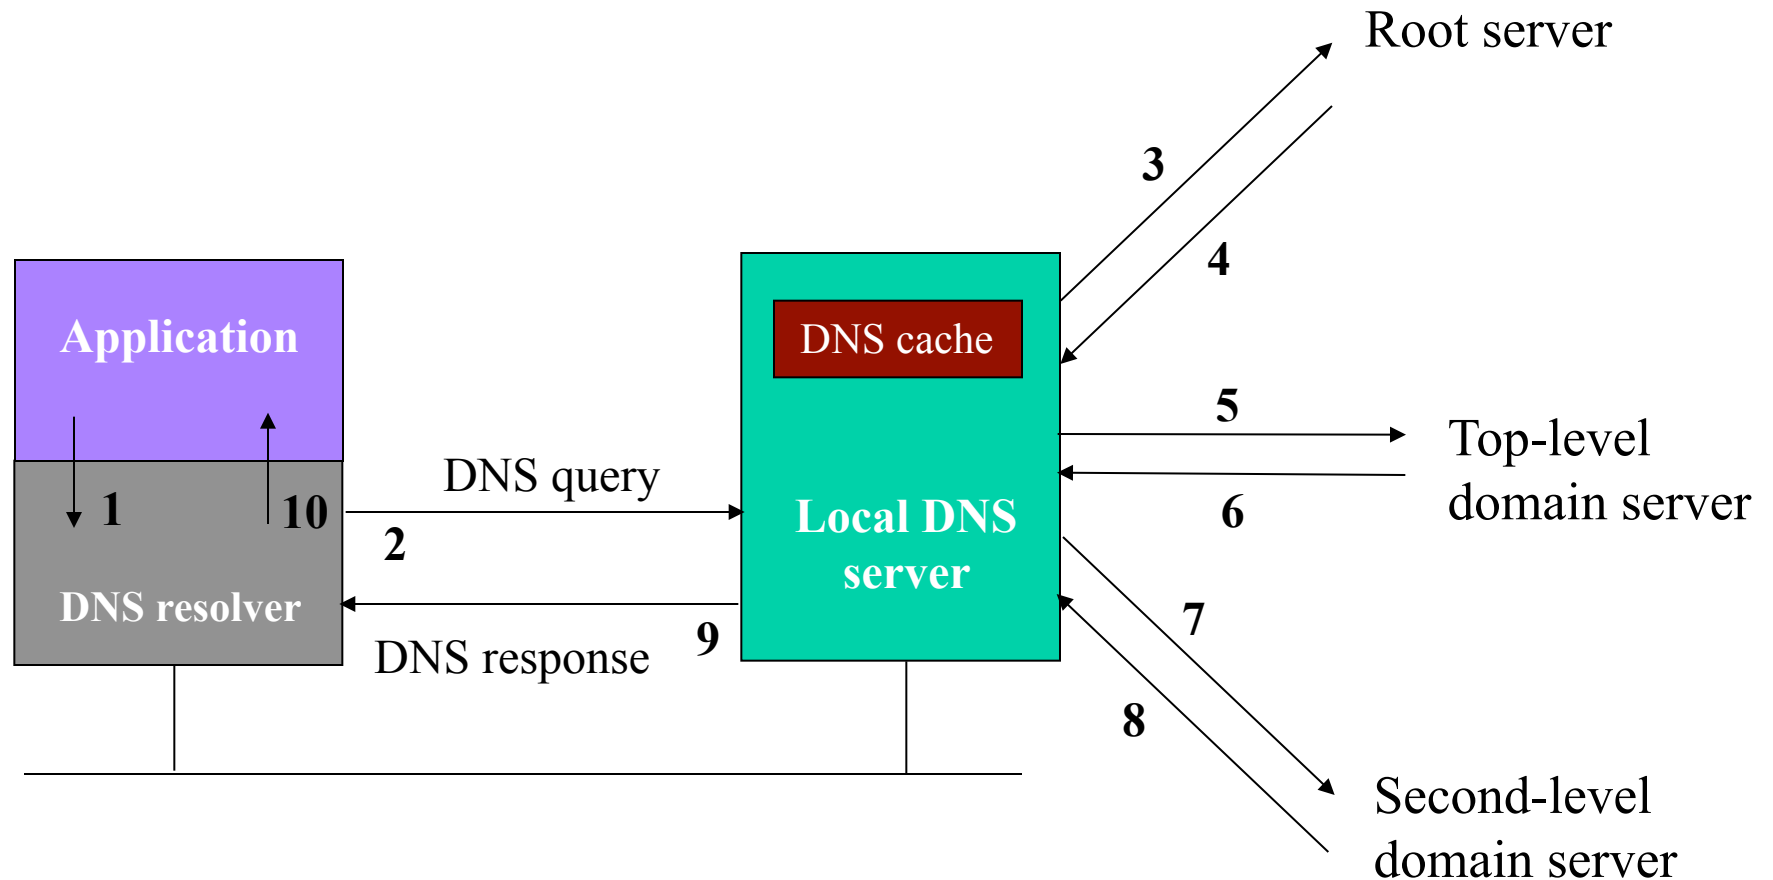 Root server
3
4
Application
DNS cache
1
10
DNS query
2
Local DNS
server
5
Top-level
domain server
6
DNS resolver
9
DNS response
7
8
Second-level
domain server